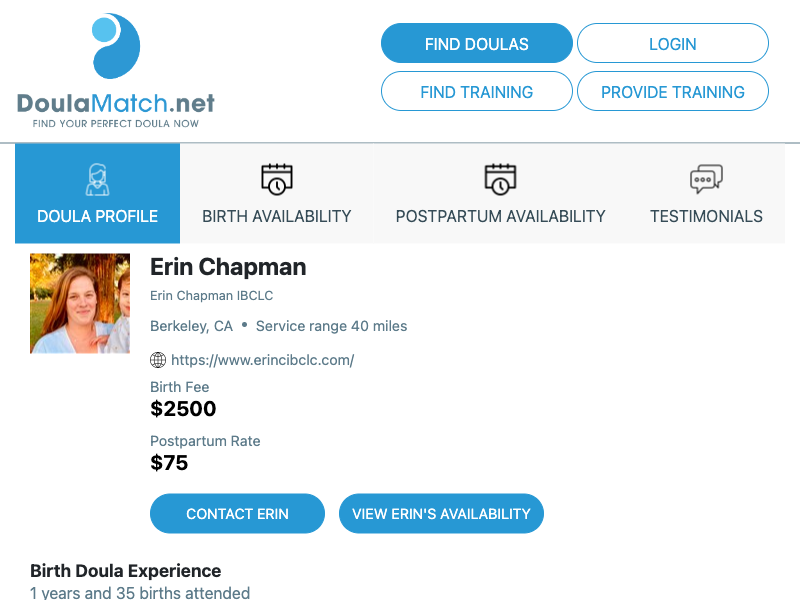 DoulaMatch.net
FIND YOUR PERFECT DOULA NOW
FIND DOULAS
LOGIN
FIND TRAINING
PROVIDE TRAINING
DOULA PROFILE
BIRTH AVAILABILITY
POSTPARTUM AVAILABILITY
TESTIMONIALS
Erin Chapman
Erin Chapman IBCLC
Berkeley, CA • Service range 40 miles
https://www.erincibclc.com/
Birth Fee
$2500
Postpartum Rate
$75
CONTACT ERIN
VIEW ERIN'S AVAILABILITY
Birth Doula Experience
1 years and 35 births attended